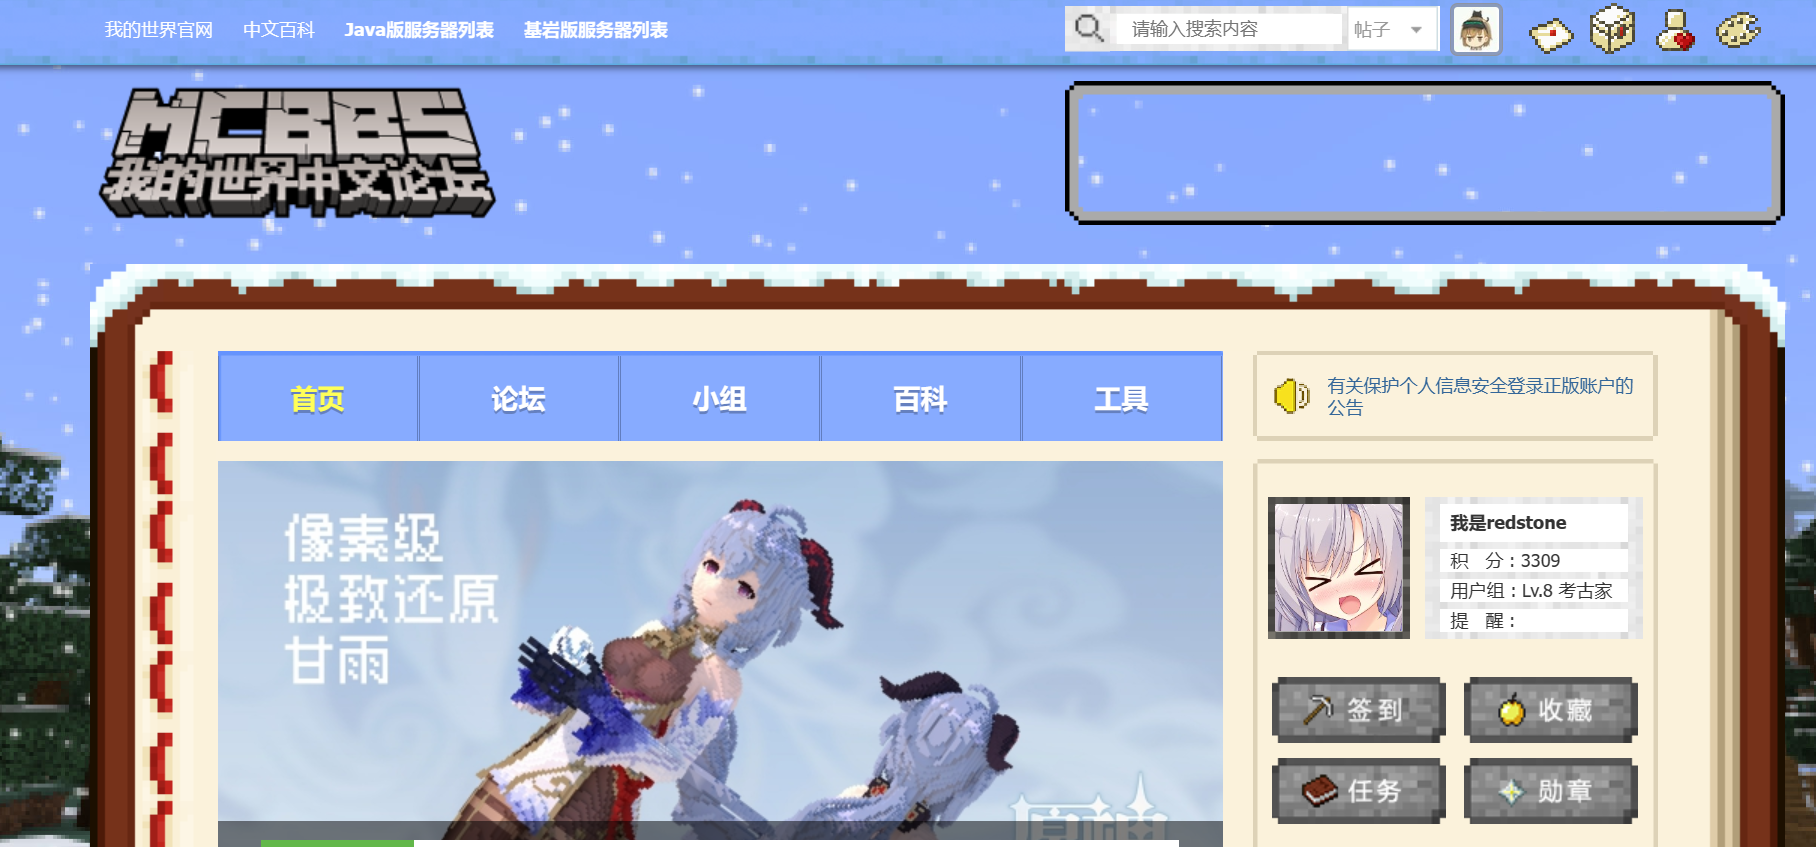 我的世界官网 中文百科 Java版服务器列表 基岩版服务器列表
请输入搜索内容 帖子
MCBBS
我的世界中文论坛
首页 论坛 小组 百科 工具
有关保护个人信息安全登录正版账户的
公告
像素级
极致还原
甘雨
原神
我是redstone
积 分：3309
用户组：Lv.8 考古家
提 醒：
签到 收藏
任务 勋章